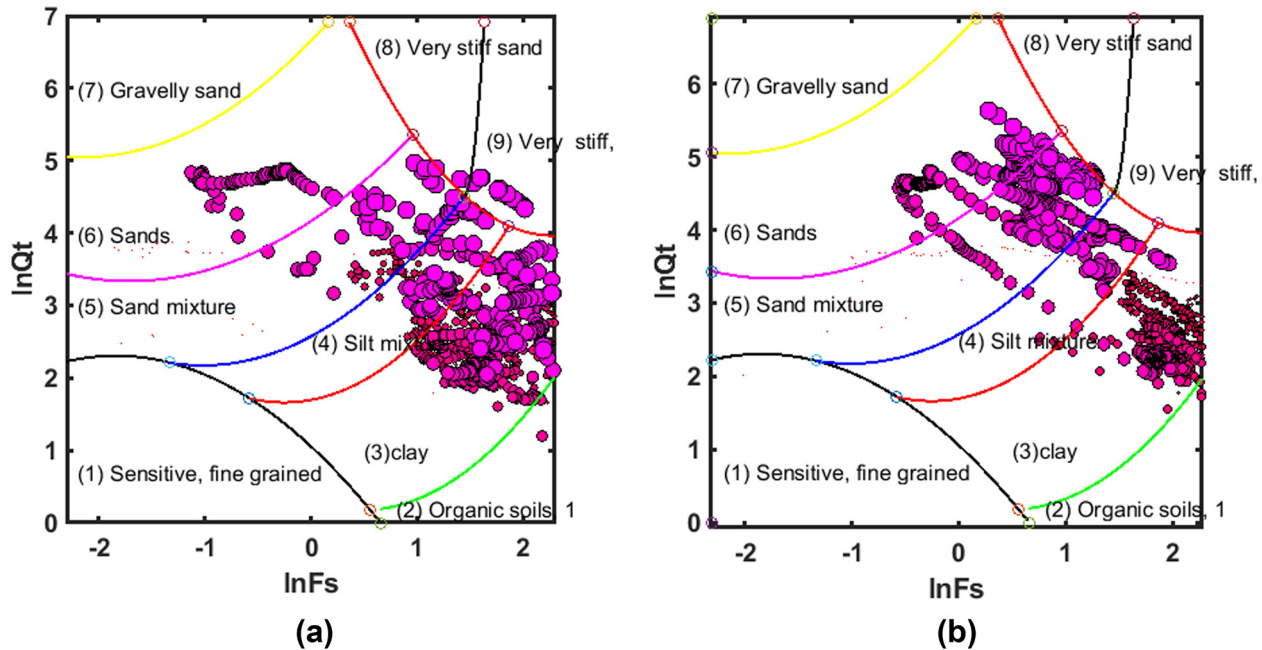 7
6
5
4
3
2
1
0
lnQt
(8) Very stiff sand
(7) Gravelly sand
(9) Very stiff,
(6) Sands
(5) Sand mixture
(4) Silt mixture
(3)clay
(1) Sensitive, fine grained
(2) Organic soils, 1
-2 -1 0 1 2
lnFs
(a)
6
5
4
3
2
1
0
lnQt
(8) Very stiff sand
(7) Gravelly sand
(9) Very stiff,
(6) Sands
(5) Sand mixture
(4) Silt mixture
(3)clay
(1) Sensitive, fine grained
(2) Organic soils, 1
-2 -1 0 1 2
lnFs
(b)